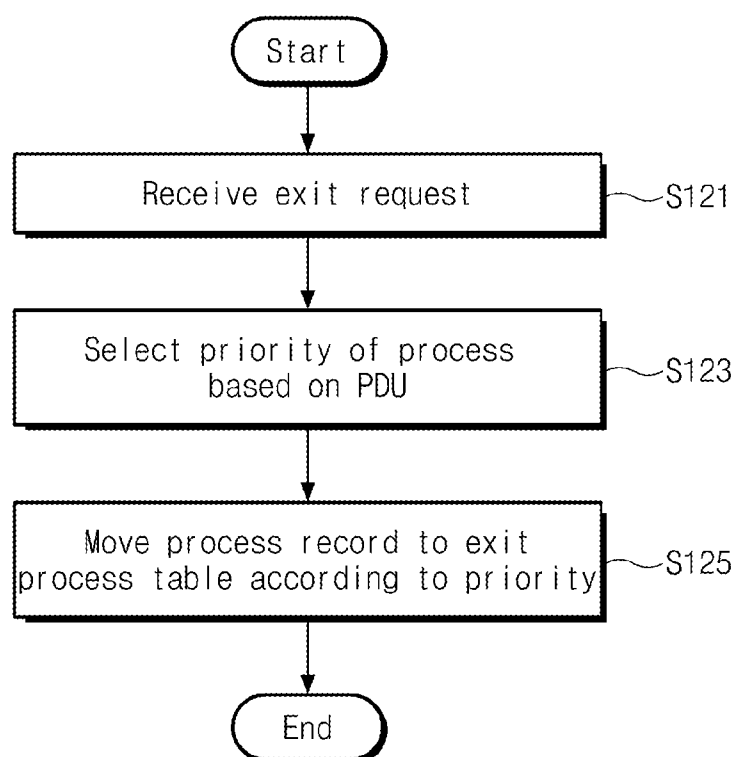 Start
Receive exit request
S121
Select priority of process
based on PDU
S123
Move process record to exit
process table according to priority
S125
End